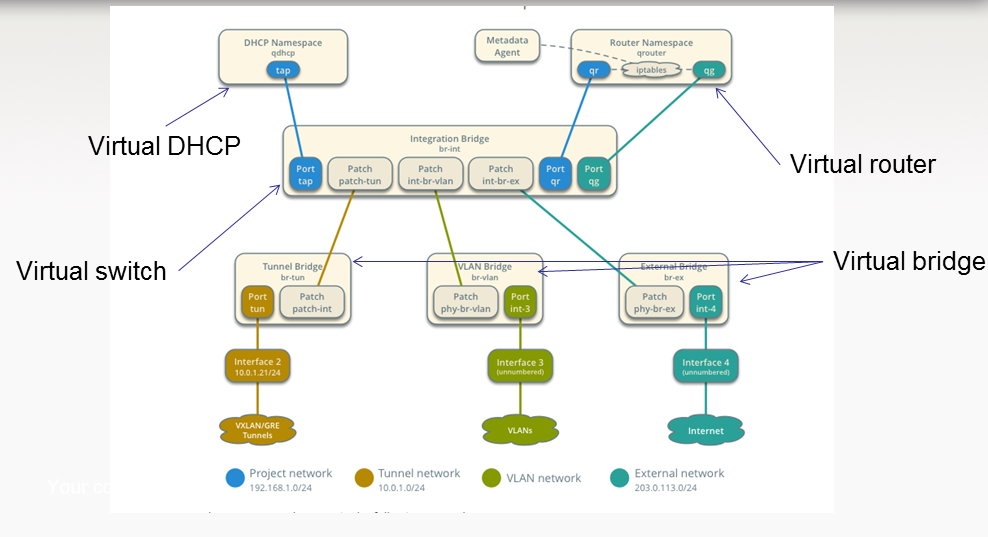 DHCP Namespace
qdhcp
tap
Metadata
Agent
Router Namespace
qrouter
qr
iptables
qg
Virtual DHCP
Virtual router
Integration Bridge
br-int
Port
tap
Patch
patch-tun
Patch
int-br-vlan
Patch
int-br-ex
Port
qr
Port
qg
Virtual switch
Virtual bridge
Tunnel Bridge
br-tun
Port
tun
Patch
patch-int
VLAN Bridge
br-vlan
Patch
phy-br-vlan
Port
int-3
External Bridge
br-ex
Patch
phy-br-ex
Port
int-4
Interface 2
10.0.1.21/24
Interface 3
(unnumbered)
Interface 4
(unnumbered)
VXLAN/GRE
Tunnels
VLANs
Internet
Project network
192.168.1.0/24
Tunnel network
10.0.1.0/24
VLAN network
External network
203.0.113.0/24
Your